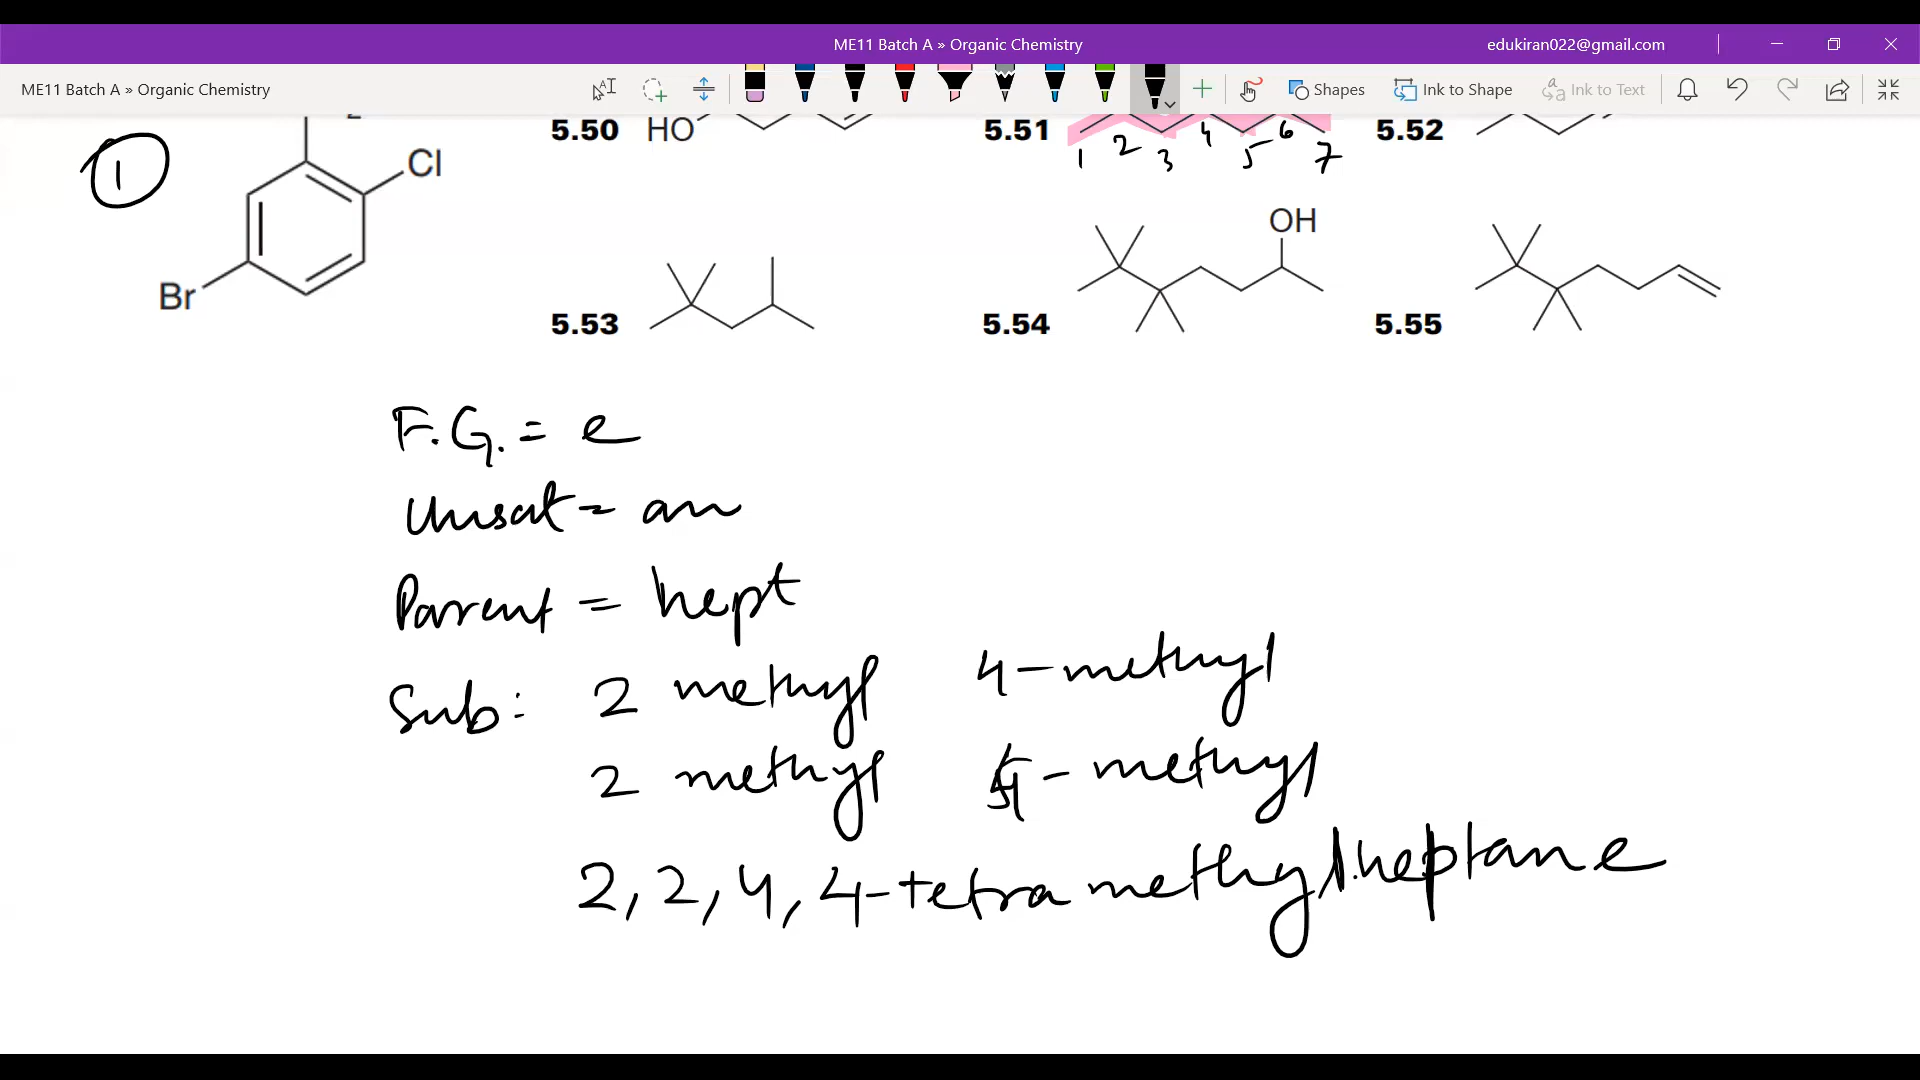 ME11 Batch A » Organic Chemistry
edukiran022@gmail.com
ME11 Batch A » Organic Chemistry
Shapes
Ink to Shape
Ink to Text
1
Cl
Br
5.50 HO
5.51
1 2 3 4 5 6 7
5.52
5.53
5.54
OH
5.55
F.G. = e
Unsat = an
Parent = hept
Sub: 2 methyl 4-methyl
2 methyl 4-methyl
2, 2, 4, 4-tetramethylheptane